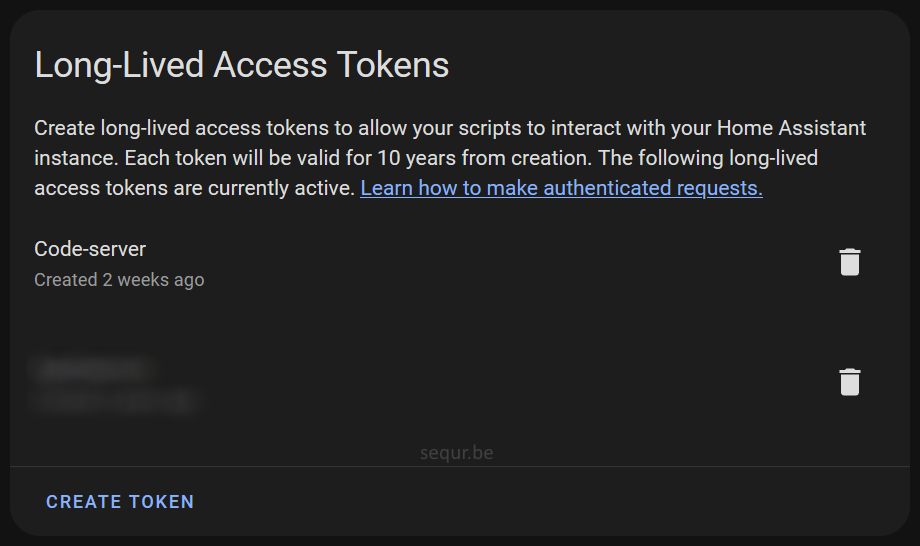 Long-Lived Access Tokens
Create long-lived access tokens to allow your scripts to interact with your Home Assistant
instance. Each token will be valid for 10 years from creation. The following long-lived
access tokens are currently active. Learn how to make authenticated requests.
Code-server
Created 2 weeks ago
sequr.be
CREATE TOKEN